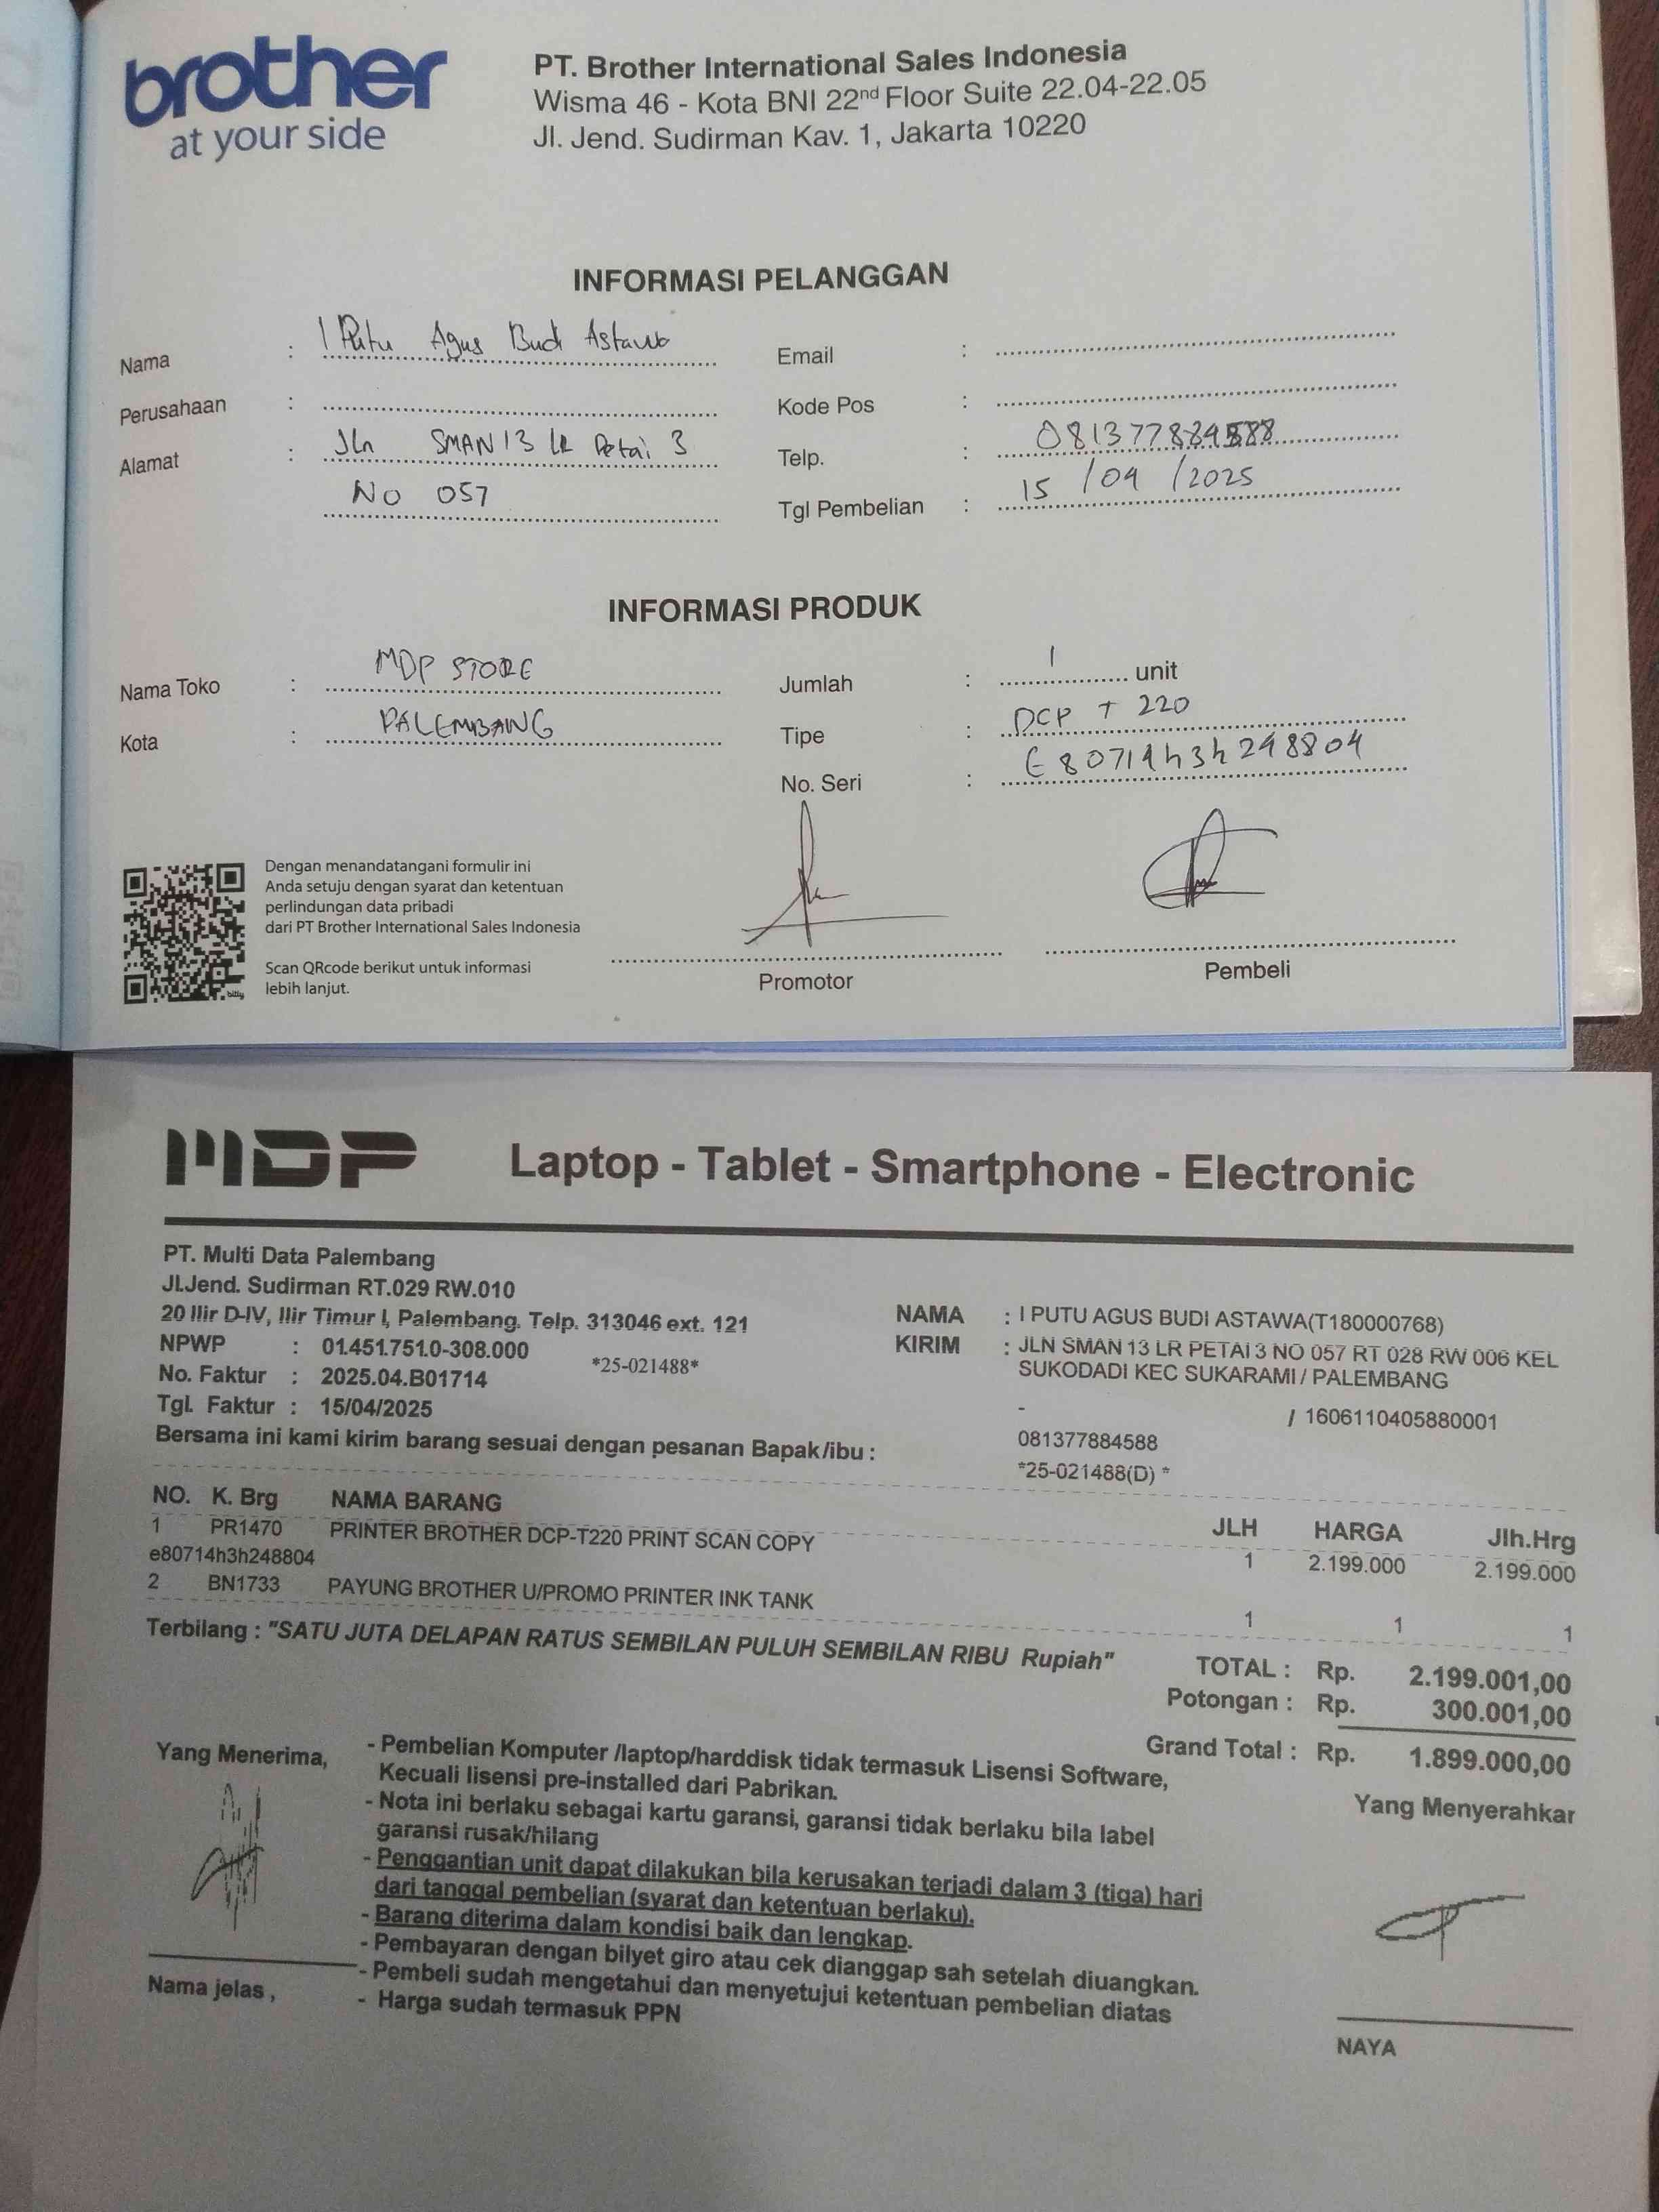 brother
at your side
PT. Brother International Sales Indonesia
Wisma 46 - Kota BNI 22nd Floor Suite 22.04-22.05
Jl. Jend. Sudirman Kav. 1, Jakarta 10220
INFORMASI PELANGGAN
Nama : I Putu Agus Budi Astawa
Perusahaan :
Alamat : Jln SMAN 13 LR Petai 3
No 057
Email :
Kode Pos :
Telp. : 081377884588
Tgl Pembelian : 15 / 04 / 2025
INFORMASI PRODUK
Nama Toko : MDP STORE
Kota : PALEMBANG
Jumlah : 1 unit
Tipe : DCP T 220
No. Seri : E80714h3h248804
Dengan menandatangani formulir ini
Anda setuju dengan syarat dan ketentuan
perlindungan data pribadi
dari PT Brother International Sales Indonesia
Scan QRcode berikut untuk informasi
lebih lanjut.
bitly
Promotor
Pembeli
MDP Laptop - Tablet - Smartphone - Electronic
PT. Multi Data Palembang
Jl.Jend. Sudirman RT.029 RW.010
20 Ilir D-IV, Ilir Timur I, Palembang. Telp. 313046 ext. 121
NPWP : 01.451.751.0-308.000
No. Faktur : 2025.04.B01714 *25-021488*
Tgl. Faktur : 15/04/2025
Bersama ini kami kirim barang sesuai dengan pesanan Bapak/ibu :
NAMA : I PUTU AGUS BUDI ASTAWA(T180000768)
KIRIM : JLN SMAN 13 LR PETAI 3 NO 057 RT 028 RW 006 KEL
SUKODADI KEC SUKARAMI / PALEMBANG
- / 1606110405880001
081377884588
*25-021488(D) *
NO. K. Brg NAMA BARANG JLH HARGA Jlh.Hrg
1 PR1470 PRINTER BROTHER DCP-T220 PRINT SCAN COPY 1 2.199.000 2.199.000
e80714h3h248804
2 BN1733 PAYUNG BROTHER U/PROMO PRINTER INK TANK 1 1 1
Terbilang : "SATU JUTA DELAPAN RATUS SEMBILAN PULUH SEMBILAN RIBU Rupiah"
TOTAL : Rp. 2.199.001,00
Potongan : Rp. 300.001,00
Grand Total : Rp. 1.899.000,00
Yang Menerima,
- Pembelian Komputer /laptop/harddisk tidak termasuk Lisensi Software,
Kecuali lisensi pre-installed dari Pabrikan.
- Nota ini berlaku sebagai kartu garansi, garansi tidak berlaku bila label
garansi rusak/hilang
- Penggantian unit dapat dilakukan bila kerusakan terjadi dalam 3 (tiga) hari
dari tanggal pembelian (syarat dan ketentuan berlaku).
- Barang diterima dalam kondisi baik dan lengkap.
- Pembayaran dengan bilyet giro atau cek dianggap sah setelah diuangkan.
- Pembeli sudah mengetahui dan menyetujui ketentuan pembelian diatas
- Harga sudah termasuk PPN
Nama jelas ,
Yang Menyerahkar
NAYA